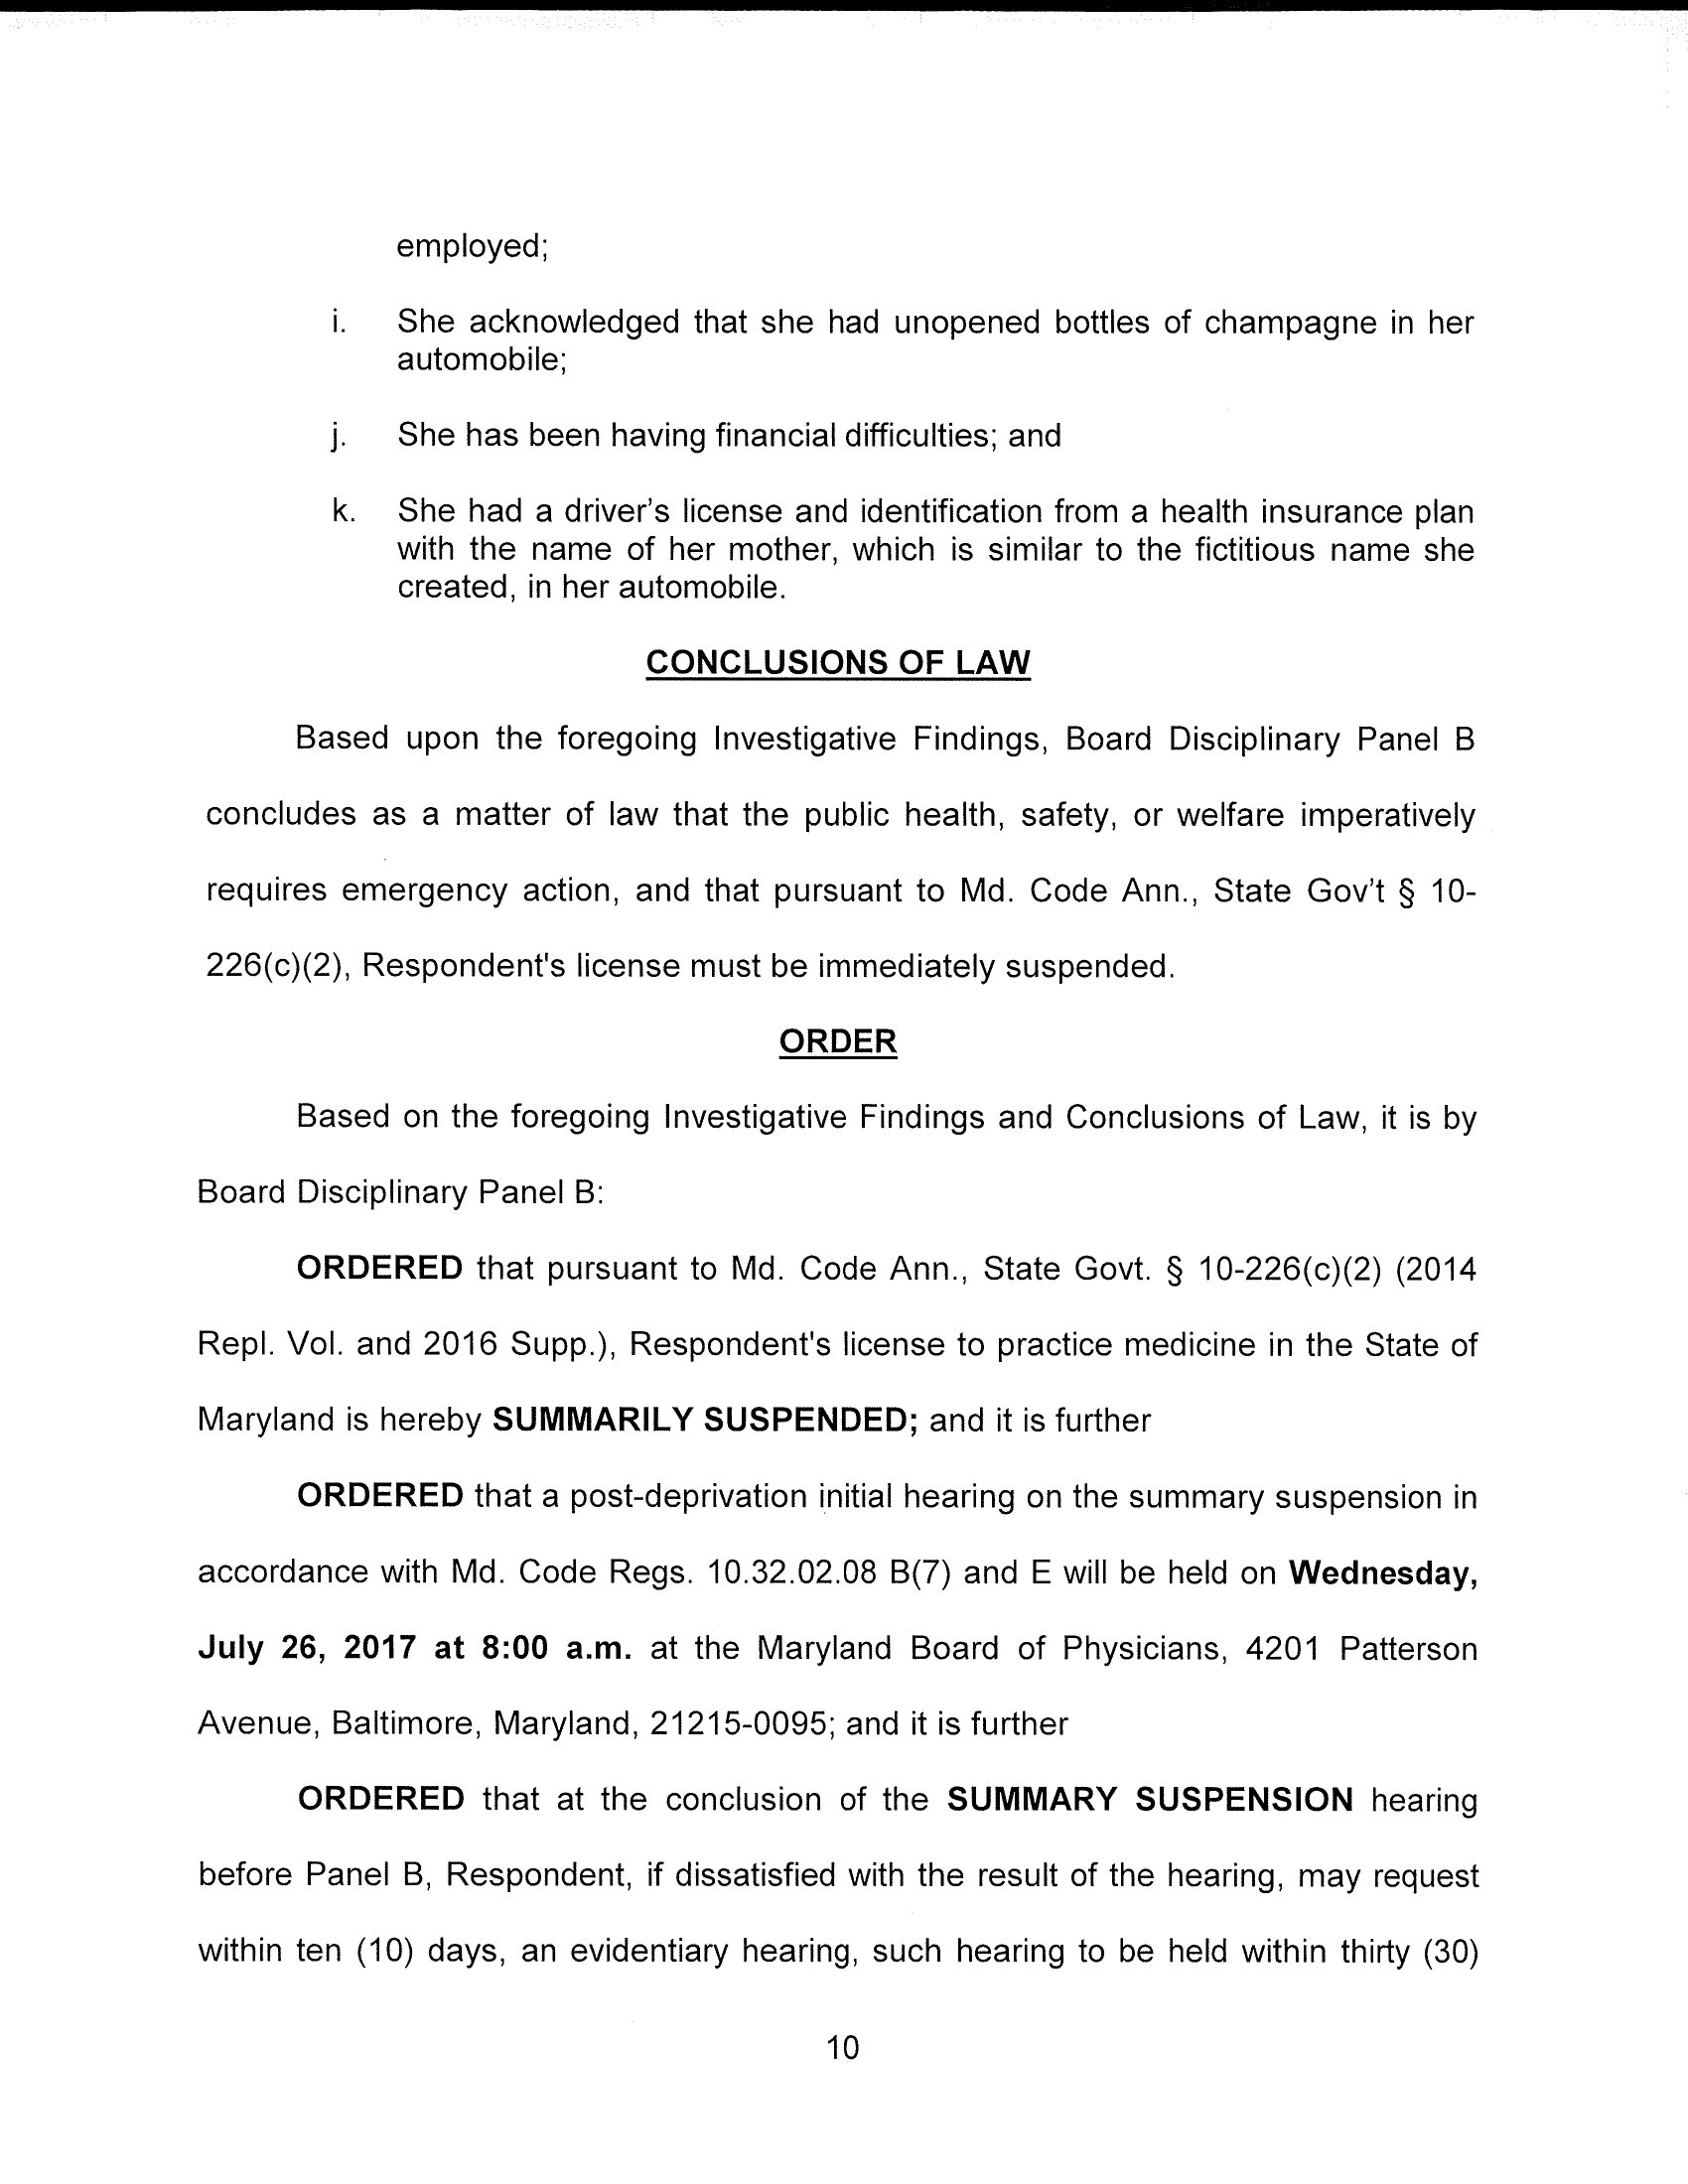 employed;
i. She acknowledged that she had unopened bottles of champagne in her
automobile;
j. She has been having financial difficulties; and
k. She had a driver's license and identification from a health insurance plan
with the name of her mother, which is similar to the fictitious name she
created, in her automobile.
CONCLUSIONS OF LAW
Based upon the foregoing Investigative Findings, Board Disciplinary Panel B
concludes as a matter of law that the public health, safety, or welfare imperatively
requires emergency action, and that pursuant to Md. Code Ann., State Gov't § 10-
226(c)(2), Respondent's license must be immediately suspended.
ORDER
Based on the foregoing Investigative Findings and Conclusions of Law, it is by
Board Disciplinary Panel B:
ORDERED that pursuant to Md. Code Ann., State Govt. § 10-226(c)(2) (2014
Repl. Vol. and 2016 Supp.), Respondent's license to practice medicine in the State of
Maryland is hereby SUMMARILY SUSPENDED; and it is further
ORDERED that a post-deprivation initial hearing on the summary suspension in
accordance with Md. Code Regs. 10.32.02.08 B(7) and E will be held on Wednesday,
July 26, 2017 at 8:00 a.m. at the Maryland Board of Physicians, 4201 Patterson
Avenue, Baltimore, Maryland, 21215-0095; and it is further
ORDERED that at the conclusion of the SUMMARY SUSPENSION hearing
before Panel B, Respondent, if dissatisfied with the result of the hearing, may request
within ten (10) days, an evidentiary hearing, such hearing to be held within thirty (30)
10